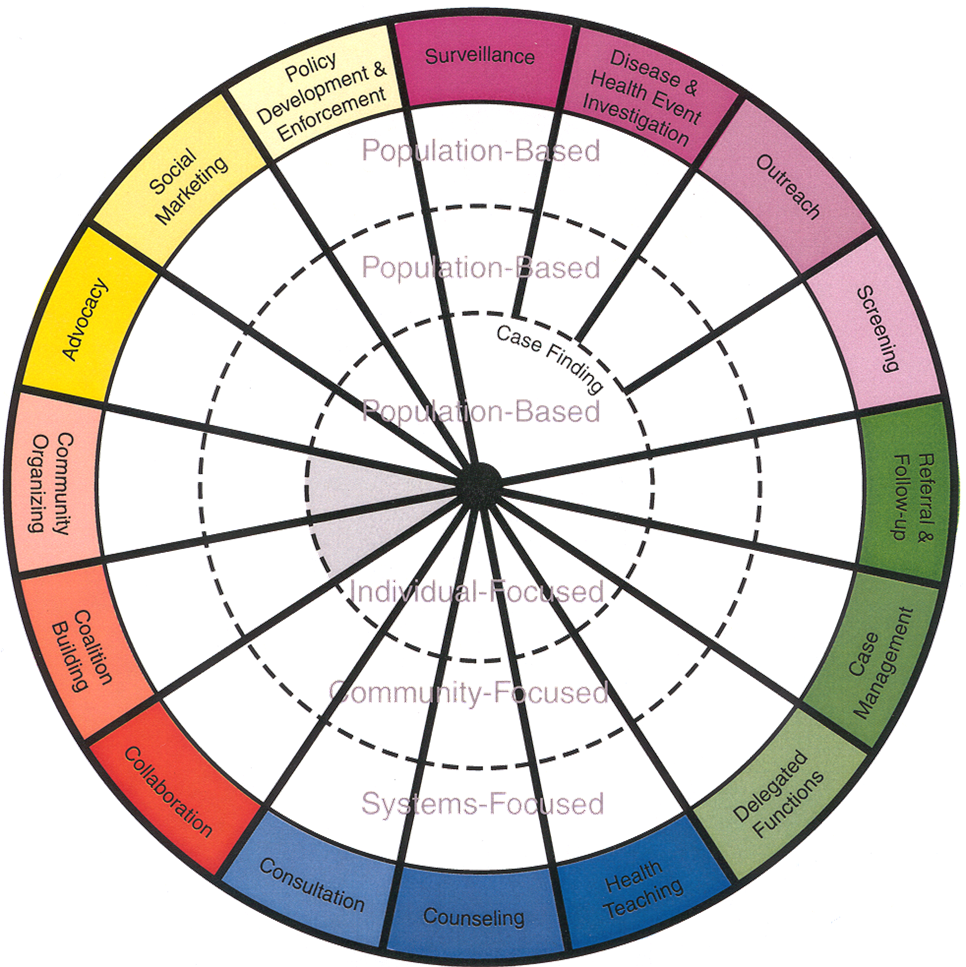 Surveillance
Disease &
Health Event
Investigation
Outreach
Screening
Referral &
Follow-up
Case
Management
Delegated
Functions
Health
Teaching
Counseling
Consultation
Collaboration
Coalition
Building
Community
Organizing
Advocacy
Social
Marketing
Policy
Development &
Enforcement
Population-Based
Population-Based
Case Finding
Population-Based
Individual-Focused
Community-Focused
Systems-Focused